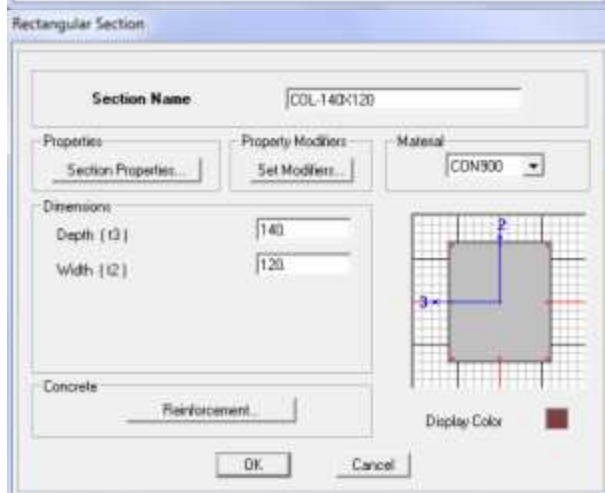 Rectangular Section
Section Name COL-140X120
Properties Property Modifiers Material
Section Properties... Set Modifiers... CON900
Dimensions
Depth ( t3 ) 140.
Width ( t2 ) 120.
2
3
Concrete
Reinforcement...
Display Color
OK Cancel